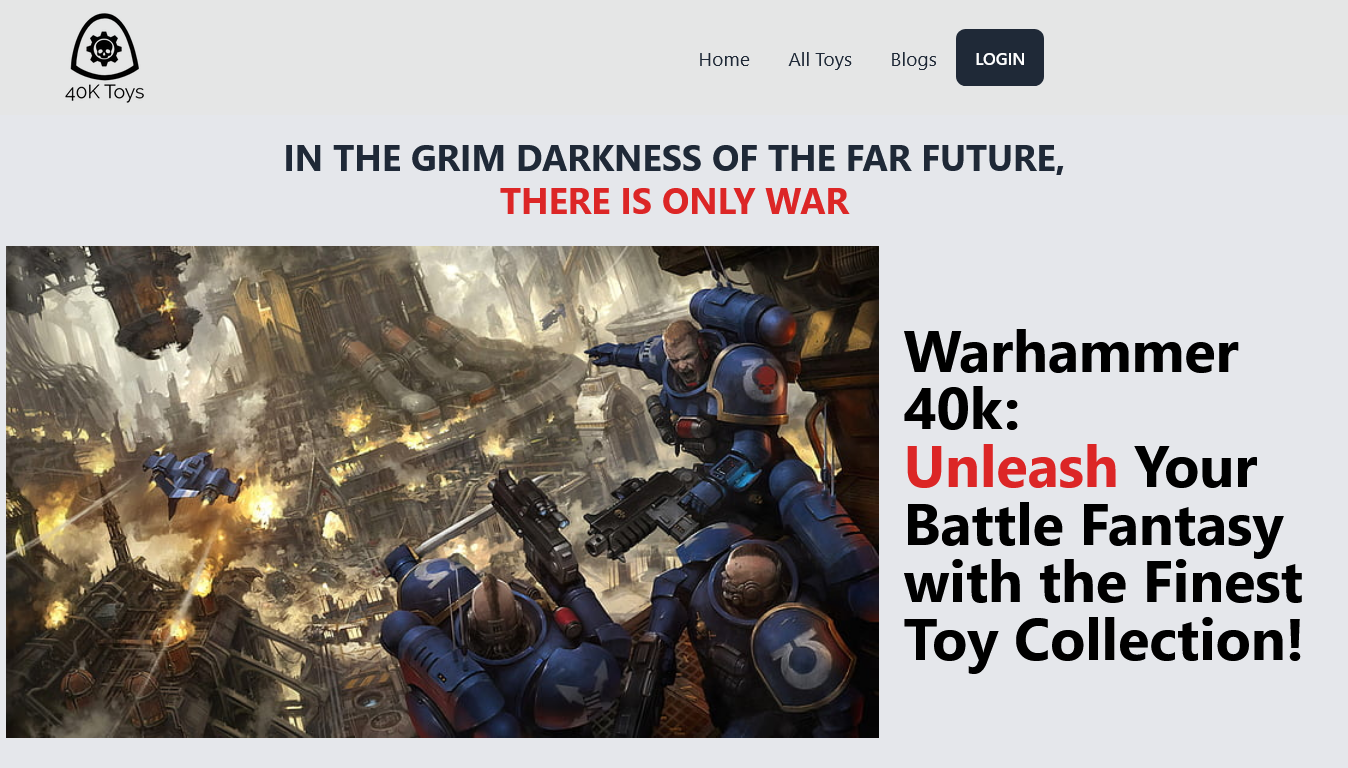 40K Toys
Home
All Toys
Blogs
LOGIN
IN THE GRIM DARKNESS OF THE FAR FUTURE,
THERE IS ONLY WAR
Warhammer
40k:
Unleash Your
Battle Fantasy
with the Finest
Toy Collection!